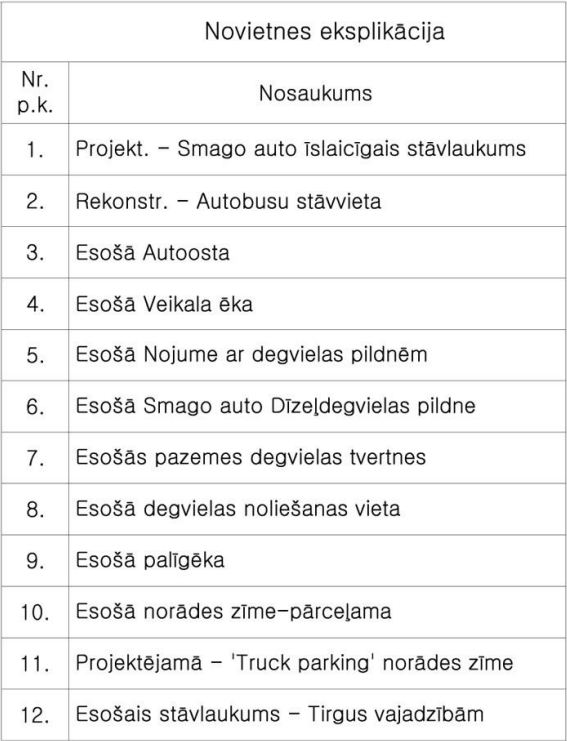 Novietnes eksplikācija
Nr.
p.k.
Nosaukums
1. Projekt. - Smago auto īslaicīgais stāvlaukums
2. Rekonstr. - Autobusu stāvvieta
3. Esošā Autoosta
4. Esošā Veikala ēka
5. Esošā Nojume ar degvielas pildnēm
6. Esošā Smago auto Dīzeļdegvielas pildne
7. Esošās pazemes degvielas tvertnes
8. Esošā degvielas noliešanas vieta
9. Esošā palīgēka
10. Esošā norādes zīme-pārceļama
11. Projektējamā - 'Truck parking' norādes zīme
12. Esošais stāvlaukums - Tirgus vajadzībām